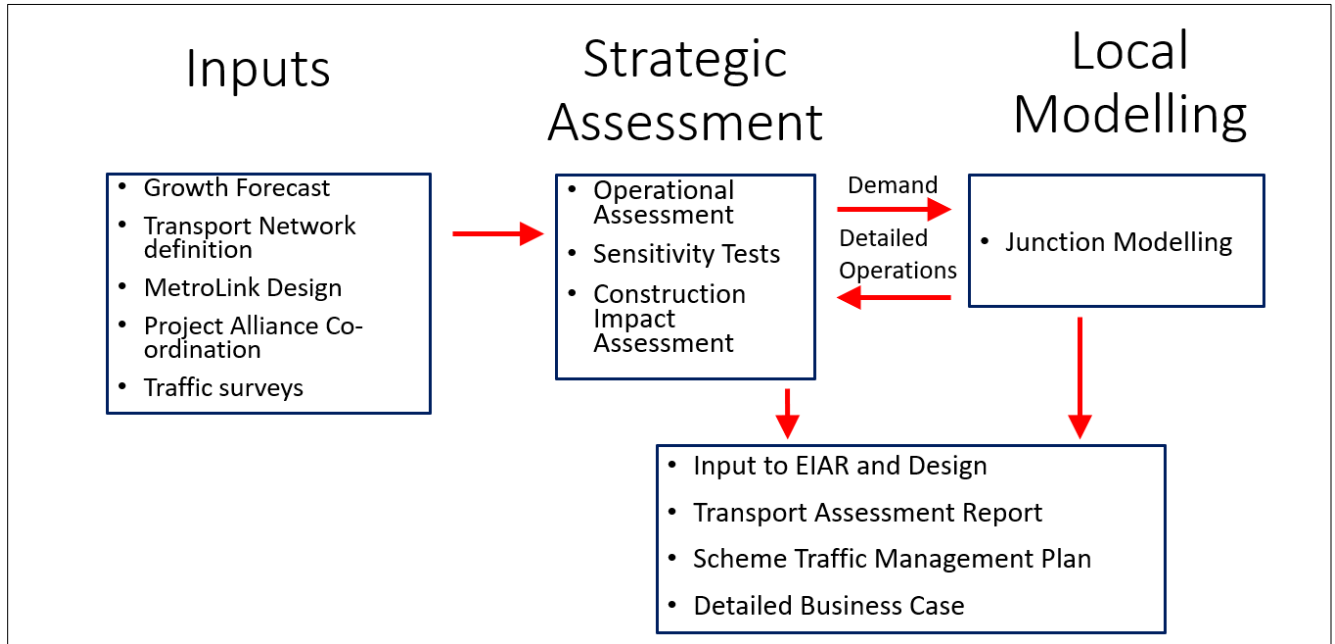 Inputs
Strategic
Assessment
Local
Modelling
• Growth Forecast
• Transport Network
definition
• MetroLink Design
• Project Alliance Co-
ordination
• Traffic surveys
• Operational
Assessment
• Sensitivity Tests
• Construction
Impact
Assessment
Demand
Detailed
Operations
• Junction Modelling
• Input to EIAR and Design
• Transport Assessment Report
• Scheme Traffic Management Plan
• Detailed Business Case